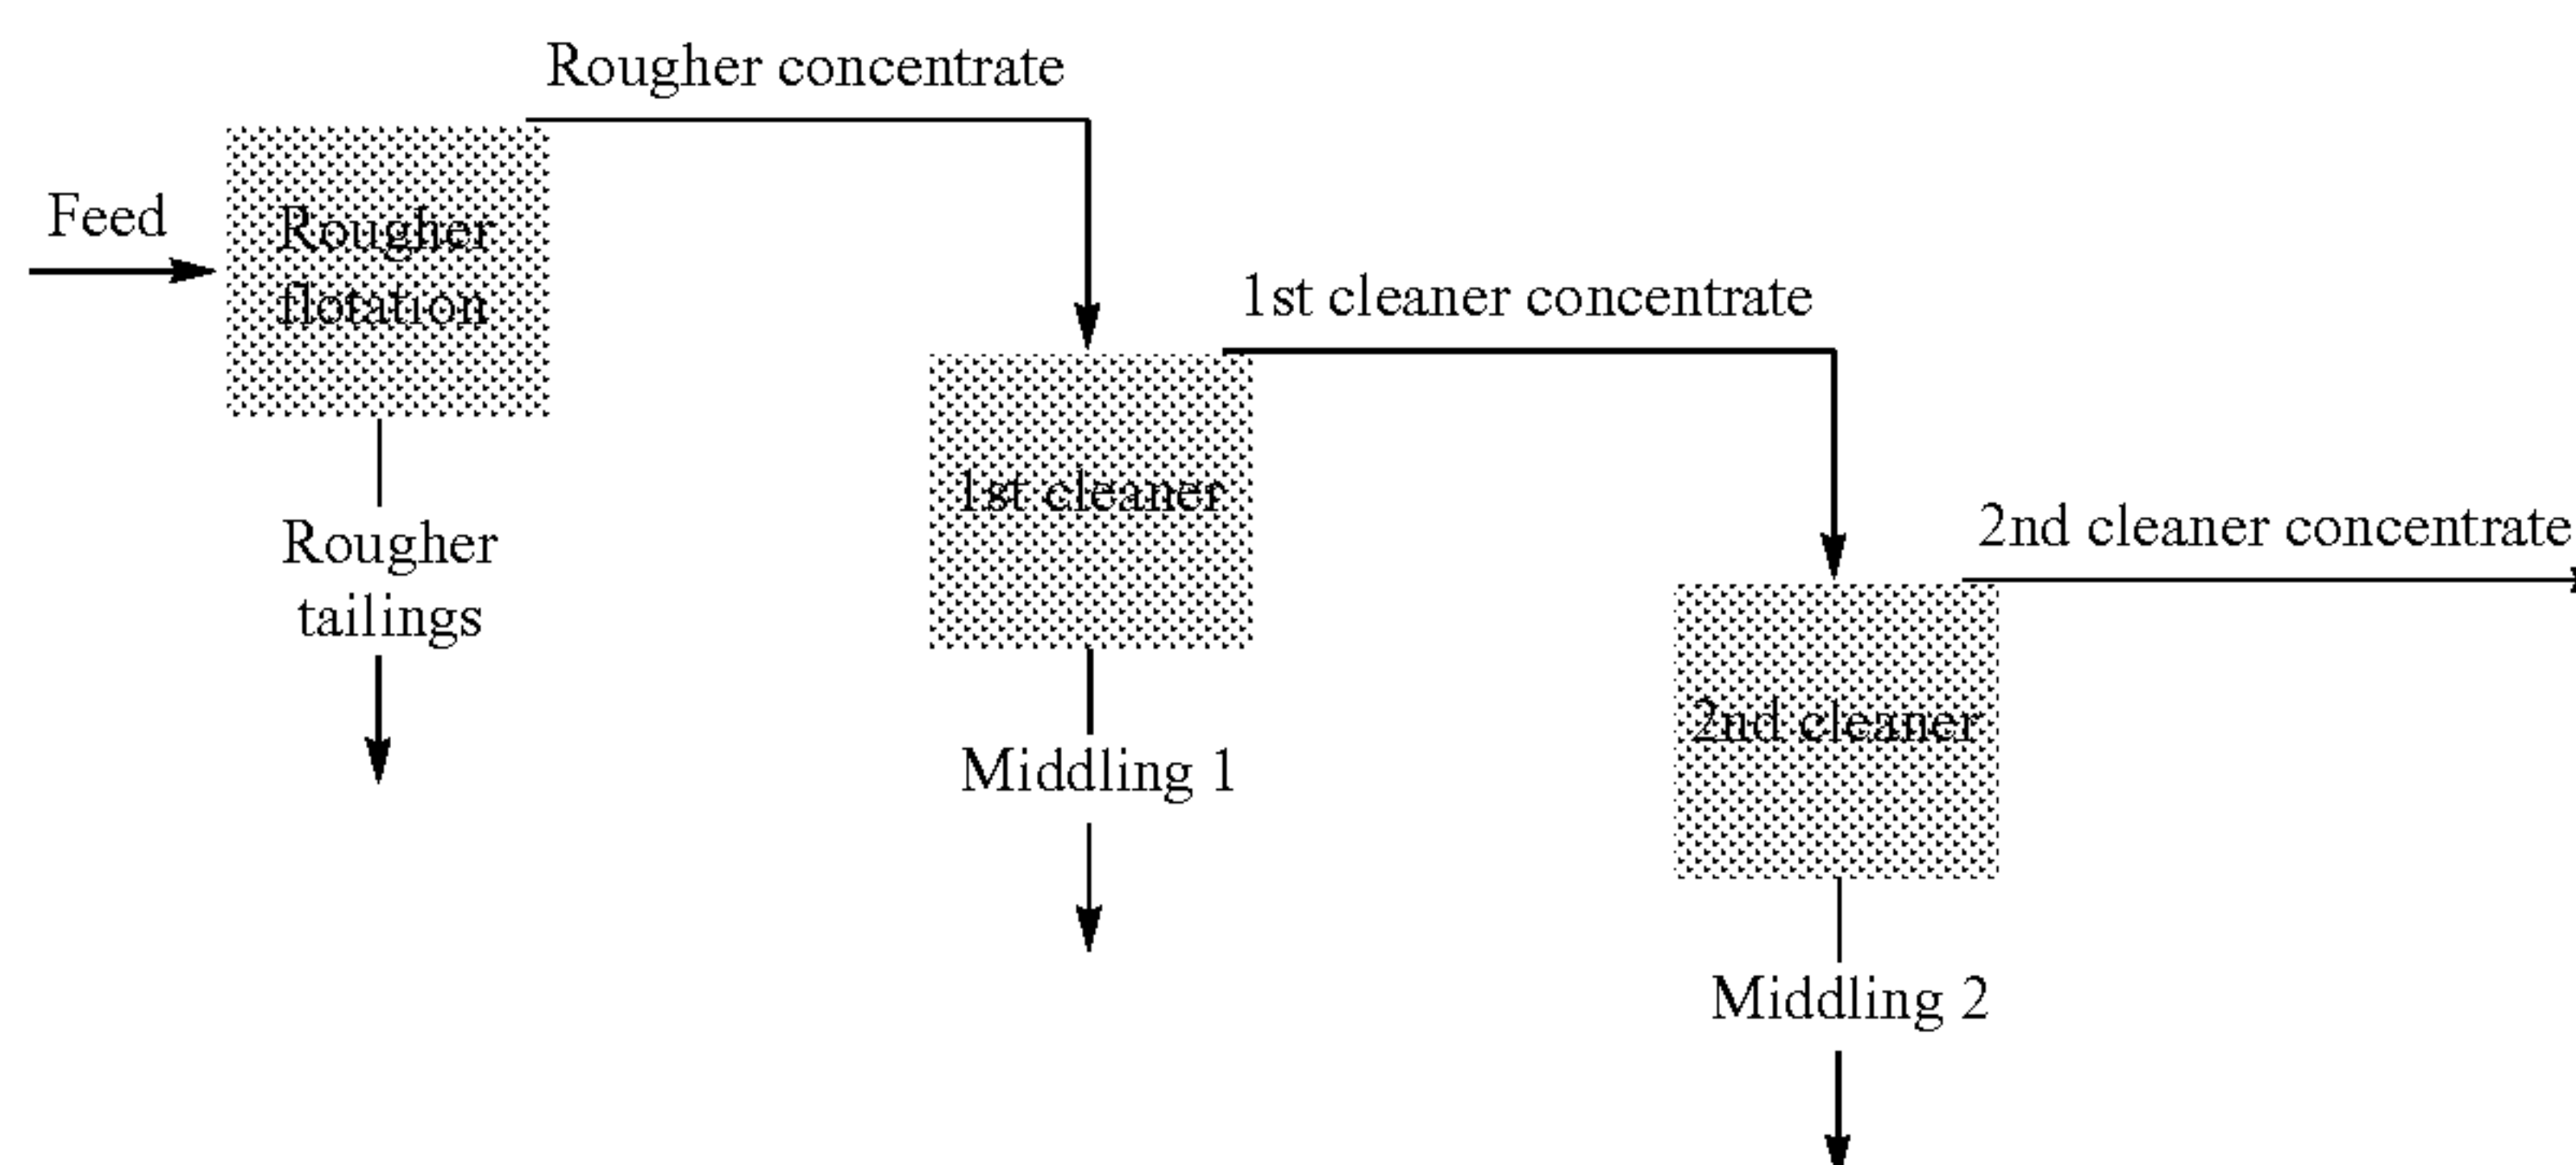 Rougher concentrate
Feed
Rougher
flotation
1st cleaner concentrate
1st cleaner
Rougher
tailings
2nd cleaner concentrate
2nd cleaner
Middling 1
Middling 2